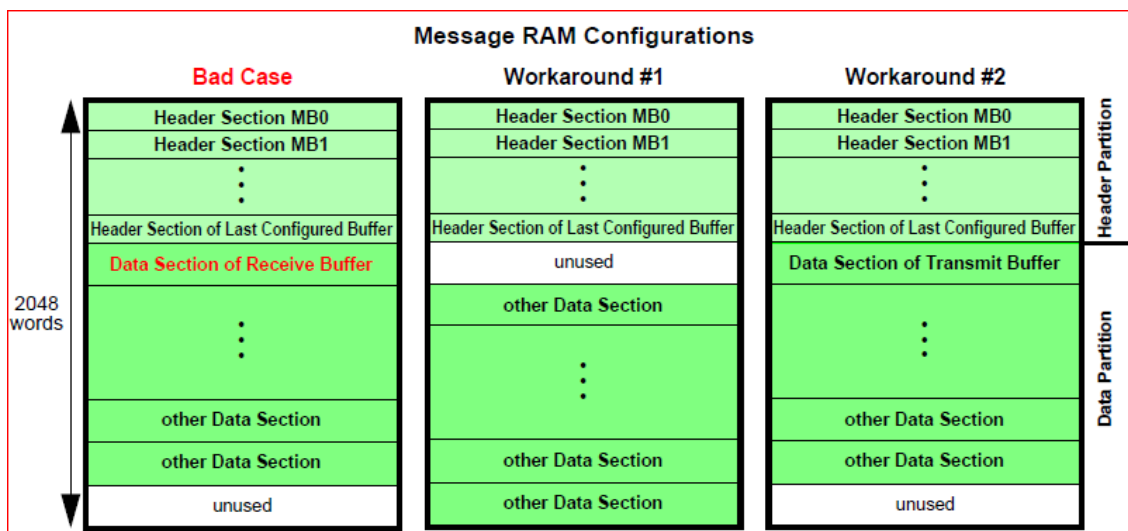 Message RAM Configurations
Bad Case
Workaround #1
Workaround #2
Header Section MB0
Header Section MB1
Header Section of Last Configured Buffer
Data Section of Receive Buffer
other Data Section
other Data Section
unused
2048
words
Header Section MB0
Header Section MB1
Header Section of Last Configured Buffer
unused
other Data Section
other Data Section
other Data Section
Header Section MB0
Header Section MB1
Header Section of Last Configured Buffer
Data Section of Transmit Buffer
other Data Section
other Data Section
unused
Header Partition
Data Partition